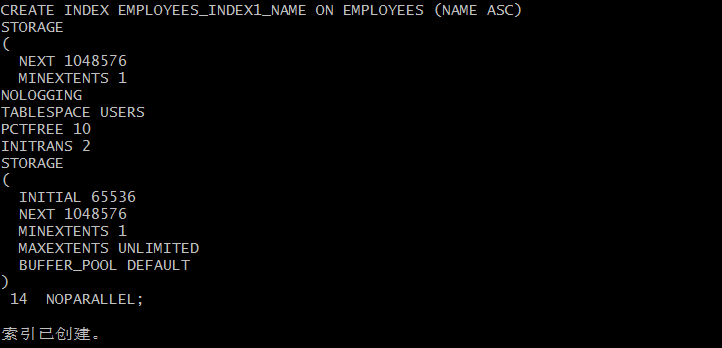 CREATE INDEX EMPLOYEES_INDEX1_NAME ON EMPLOYEES (NAME ASC)
STORAGE
(
  NEXT 1048576
  MINEXTENTS 1
NOLOGGING
TABLESPACE USERS
PCTFREE 10
INITRANS 2
STORAGE
(
  INITIAL 65536
  NEXT 1048576
  MINEXTENTS 1
  MAXEXTENTS UNLIMITED
  BUFFER_POOL DEFAULT
)
 14  NOPARALLEL;
索引已创建。